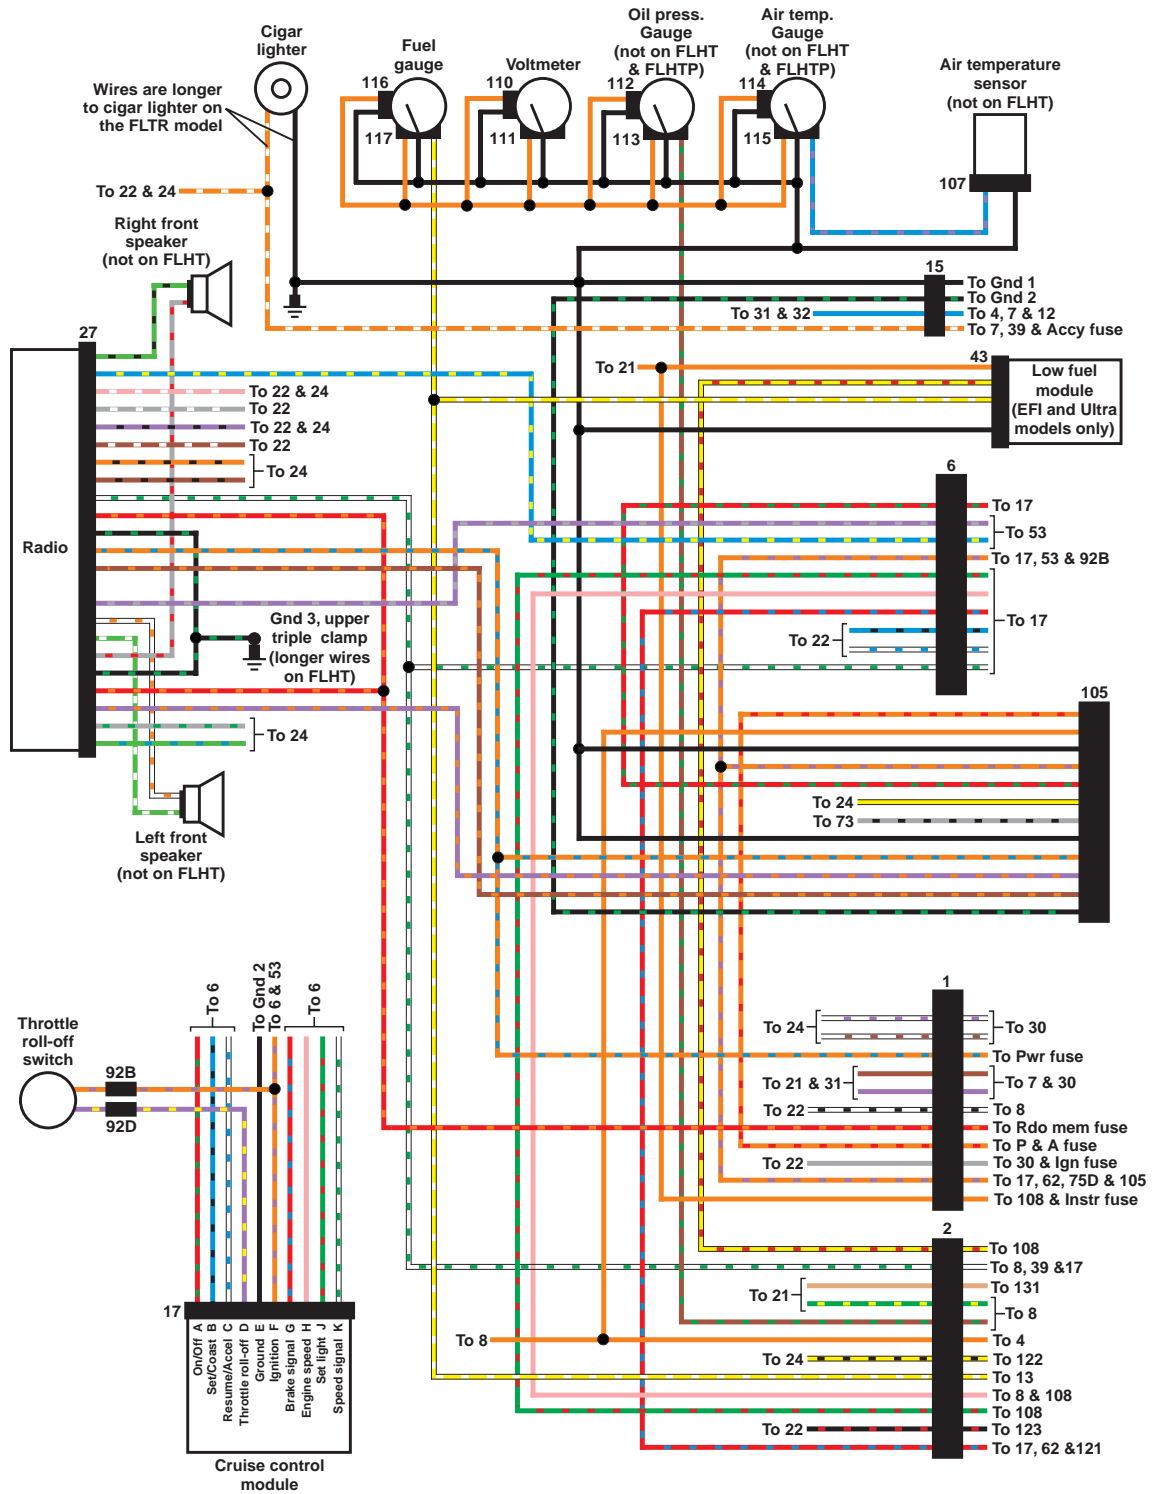 Cigar
lighter
Fuel
gauge
Voltmeter
Oil press.
Gauge
(not on FLHT
& FLHTP)
Air temp.
Gauge
(not on FLHT
& FLHTP)
Air temperature
sensor
(not on FLHT)
116
110
112
114
117
111
113
115
107
Wires are longer
to cigar lighter on
the FLTR model
To 22 & 24
Right front
speaker
(not on FLHT)
15
To Gnd 1
To Gnd 2
To 31 & 32
To 4, 7 & 12
To 7, 39 & Accy fuse
27
Radio
To 22 & 24
To 22
To 22 & 24
To 22
To 24
To 21
43
Low fuel
module
(EFI and Ultra
models only)
6
To 17
To 53
To 17, 53 & 92B
To 17
To 22
Gnd 3, upper
triple clamp
(longer wires
on FLHT)
To 24
Left front
speaker
(not on FLHT)
105
To 24
To 73
1
To 24
To 30
To Pwr fuse
To 21 & 31
To 7 & 30
To 22
To 8
To Rdo mem fuse
To P & A fuse
To 22
To 30 & Ign fuse
To 17, 62, 75D & 105
To 108 & Instr fuse
2
To 108
To 8, 39 &17
To 131
To 21
To 8
To 8
To 4
To 24
To 122
To 13
To 8 & 108
To 108
To 22
To 123
To 17, 62 &121
Throttle
roll-off
switch
92B
92D
To 6
To Gnd 2
To 6 & 53
To 6
17
On/Off A
Set/Coast B
Resume/Accel C
Throttle roll-off D
Ground E
Ignition F
Brake signal G
Engine speed H
Set light J
Speed signal K
Cruise control
module